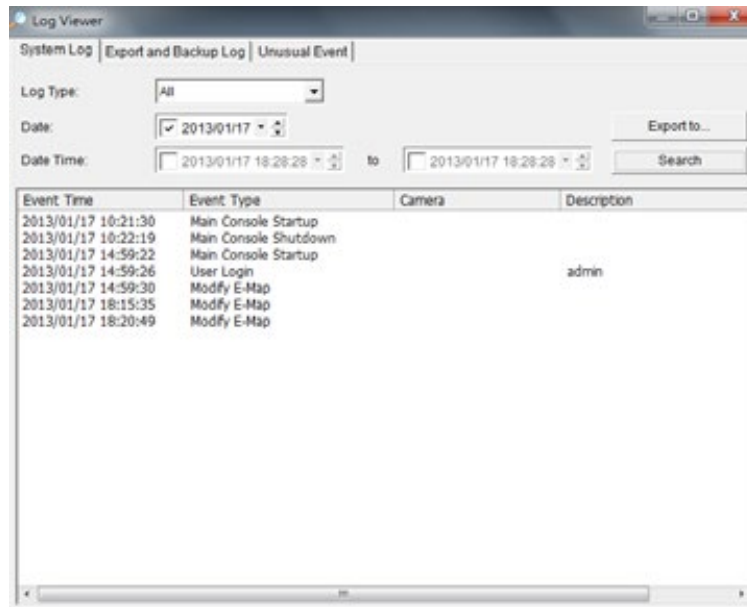 Log Viewer
System Log Export and Backup Log Unusual Event
Log Type: All
Date: 2013/01/17
Export to...
Date Time: 2013/01/17 18:28:28 to 2013/01/17 18:28:28 Search
Event Time Event Type Camera Description
2013/01/17 10:21:30 Main Console Startup
2013/01/17 10:22:19 Main Console Shutdown
2013/01/17 14:59:22 Main Console Startup
2013/01/17 14:59:26 User Login admin
2013/01/17 14:59:30 Modify E-Map
2013/01/17 18:15:35 Modify E-Map
2013/01/17 18:20:49 Modify E-Map